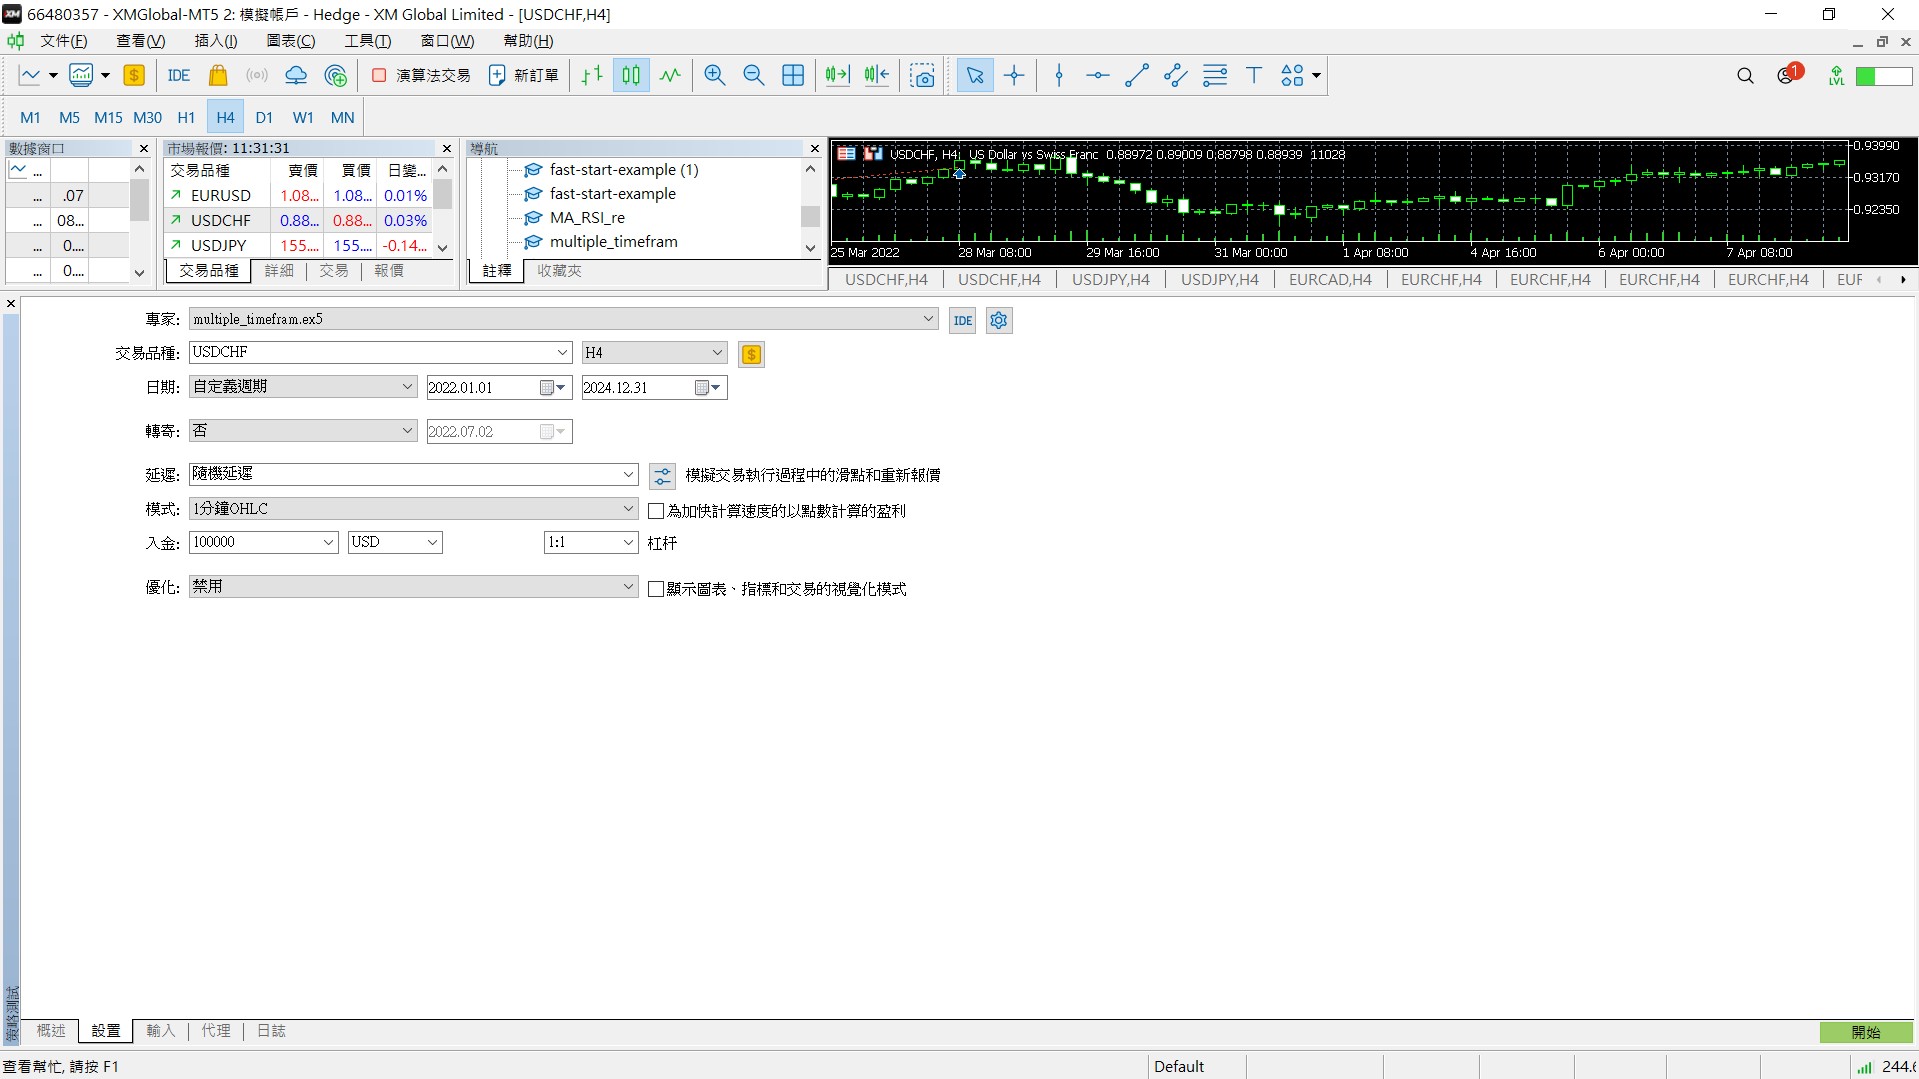 66480357 - XMGlobal-MT5 2: 模擬帳戶 - Hedge - XM Global Limited - [USDCHF,H4]
文件(F) 查看(V) 插入(I) 圖表(C) 工具(T) 窗口(W) 幫助(H)
IDE 演算法交易 新訂單 1 LVL
M1 M5 M15 M30 H1 H4 D1 W1 MN
數據窗口
...
... .07
... 08...
... 0....
... 0....
市場報價: 11:31:31
交易品種 賣價 買價 日變...
EURUSD 1.08... 1.08... 0.01%
USDCHF 0.88... 0.88... 0.03%
USDJPY 155.... 155.... -0.14...
交易品種 詳細 交易 報價
導航
fast-start-example (1)
fast-start-example
MA_RSI_re
multiple_timefram
註釋 收藏夾
USDCHF, H4: US Dollar vs Swiss Franc 0.88972 0.89009 0.88798 0.88939 11028
0.93990
0.93170
0.92350
25 Mar 2022 28 Mar 08:00 29 Mar 16:00 31 Mar 00:00 1 Apr 08:00 4 Apr 16:00 6 Apr 00:00 7 Apr 08:00
USDCHF,H4 USDCHF,H4 USDJPY,H4 USDJPY,H4 EURCAD,H4 EURCHF,H4 EURCHF,H4 EURCHF,H4 EURCHF,H4 EUF
專家: multiple_timefram.ex5 IDE
交易品種: USDCHF H4
日期: 自定義週期 2022.01.01 2024.12.31
轉寄: 否 2022.07.02
延遲: 隨機延遲 模擬交易執行過程中的滑點和重新報價
模式: 1分鐘OHLC 為加快計算速度的以點數計算的盈利
入金: 100000 USD 1:1 杠杆
優化: 禁用 顯示圖表、指標和交易的視覺化模式
策略測試
概述 設置 輸入 代理 日誌 開始
查看幫忙, 請按 F1 Default 244.6